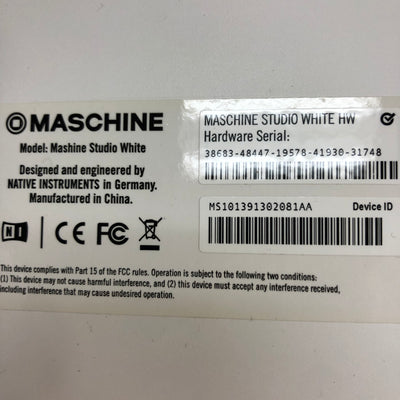 MASCHINE
Model: Mashine Studio White
Designed and engineered by
NATIVE INSTRUMENTS in Germany.
Manufactured in China.
N I
CE FC
MASCHINE STUDIO WHITE HW
Hardware Serial:
38683-48447-19578-41930-31748
MS101391302081AA Device ID
This device complies with Part 15 of the FCC rules. Operation is subject to the following two conditions:
(1) This device may not cause harmful interference, and (2) this device must accept any interference received,
including interference that may cause undesired operation.